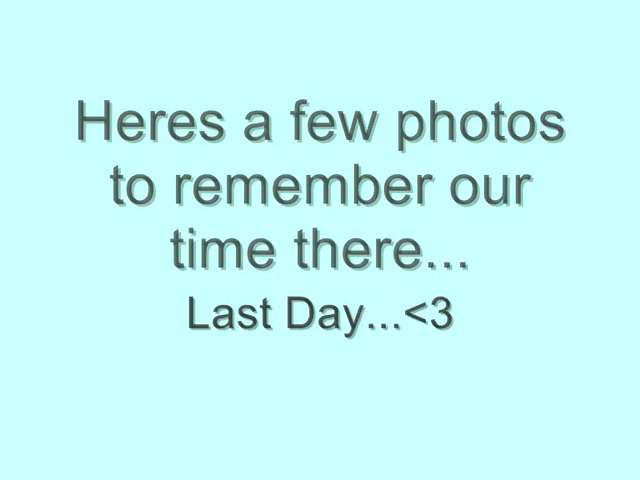 Heres a few photos
to remember our
time there...
Last Day...<3